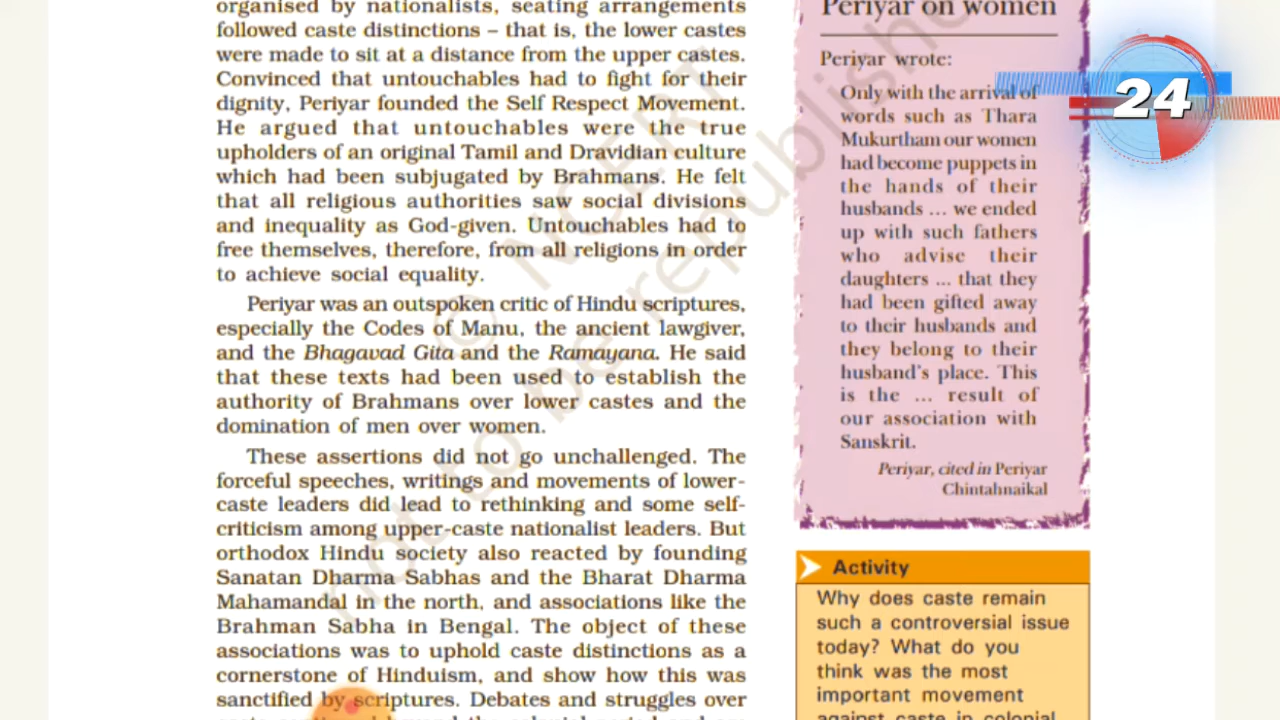 organised by nationalists, seating arrangements
followed caste distinctions – that is, the lower castes
were made to sit at a distance from the upper castes.
Convinced that untouchables had to fight for their
dignity, Periyar founded the Self Respect Movement.
He argued that untouchables were the true
upholders of an original Tamil and Dravidian culture
which had been subjugated by Brahmans. He felt
that all religious authorities saw social divisions
and inequality as God-given. Untouchables had to
free themselves, therefore, from all religions in order
to achieve social equality.
Periyar was an outspoken critic of Hindu scriptures,
especially the Codes of Manu, the ancient lawgiver,
and the Bhagavad Gita and the Ramayana. He said
that these texts had been used to establish the
authority of Brahmans over lower castes and the
domination of men over women.
These assertions did not go unchallenged. The
forceful speeches, writings and movements of lower-
caste leaders did lead to rethinking and some self-
criticism among upper-caste nationalist leaders. But
orthodox Hindu society also reacted by founding
Sanatan Dharma Sabhas and the Bharat Dharma
Mahamandal in the north, and associations like the
Brahman Sabha in Bengal. The object of these
associations was to uphold caste distinctions as a
cornerstone of Hinduism, and show how this was
sanctified by scriptures. Debates and struggles over
Periyar on women
Periyar wrote:
Only with the arrival of
words such as Thara
Mukurtham our women
had become puppets in
the hands of their
husbands ... we ended
up with such fathers
who advise their
daughters ... that they
had been gifted away
to their husbands and
they belong to their
husband's place. This
is the ... result of
our association with
Sanskrit.
Periyar, cited in Periyar
Chintahnaikal
24
Activity
Why does caste remain
such a controversial issue
today? What do you
think was the most
important movement
against caste in colonial
© NCERT
not to be republished